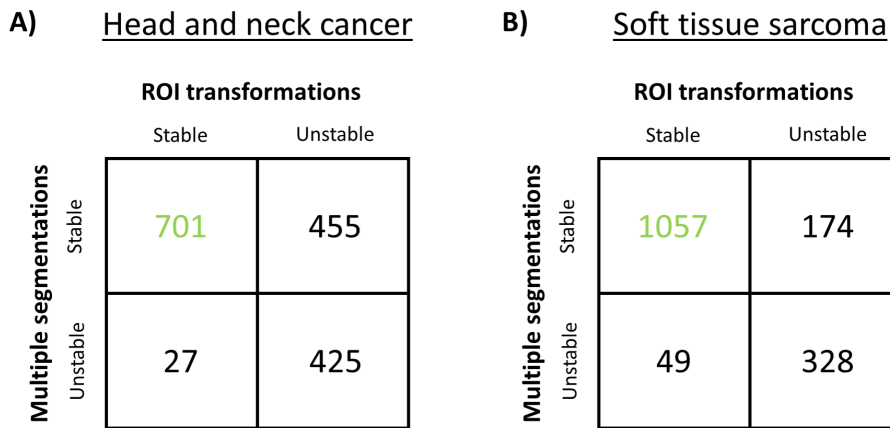 A) Head and neck cancer
ROI transformations
Stable Unstable
Multiple segmentations
Stable
701 455
Unstable
27 425
B) Soft tissue sarcoma
ROI transformations
Stable Unstable
Multiple segmentations
Stable
1057 174
Unstable
49 328